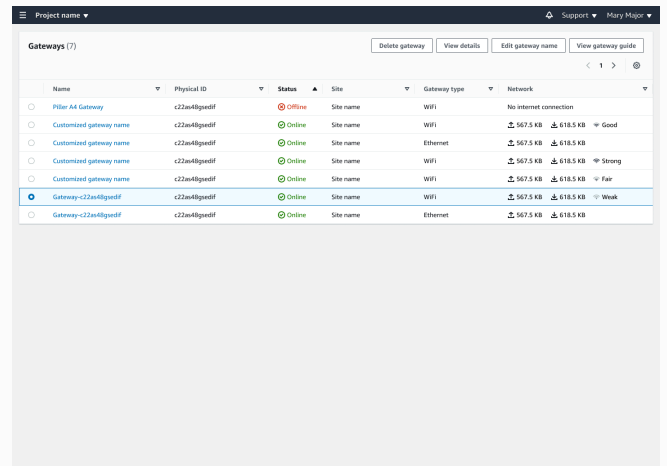 Project name Support Mary Major
Gateways (7) Delete gateway View details Edit gateway name View gateway guide
1
Name Physical ID Status Site Gateway type Network
Piller A4 Gateway c22as48gsedif Offline Site name WiFi No internet connection
Customized gateway name c22as48gsedif Online Site name WiFi 567.5 KB 618.5 KB Good
Customized gateway name c22as48gsedif Online Site name Ethernet 567.5 KB 618.5 KB
Customized gateway name c22as48gsedif Online Site name WiFi 567.5 KB 618.5 KB Strong
Customized gateway name c22as48gsedif Online Site name WiFi 567.5 KB 618.5 KB Fair
Gateway-c22as48gsedif c22as48gsedif Online Site name WiFi 567.5 KB 618.5 KB Weak
Gateway-c22as48gsedif c22as48gsedif Online Site name Ethernet 567.5 KB 618.5 KB